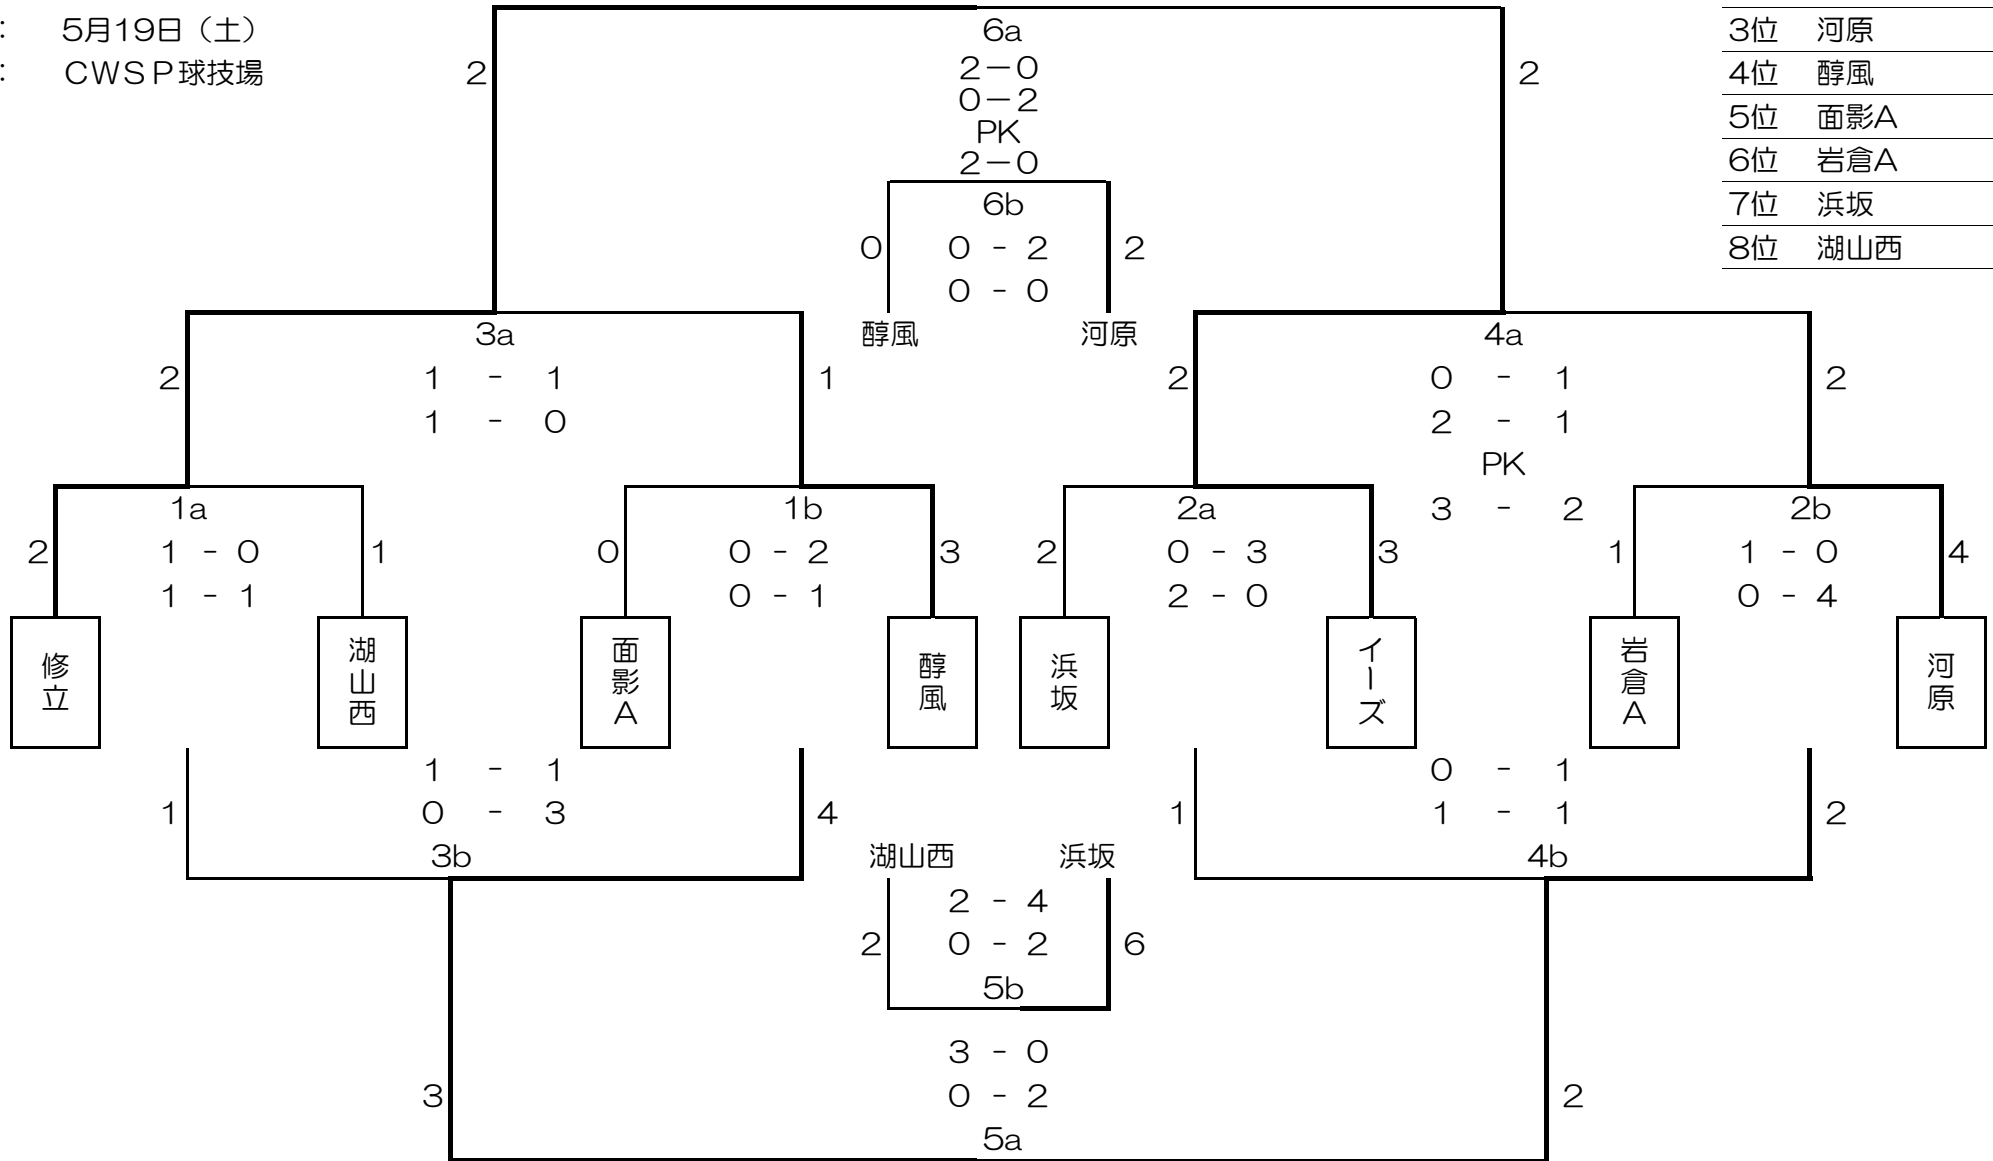 ： 5月19日（土） 6a 3位 河原
： CWSP球技場 2 2－0 2 4位 醇風
0－2 5位 面影A
PK
2－0 6位 岩倉A
6b 7位 浜坂
0 0 - 2 2 8位 湖山西
0 - 0
3a 醇風 河原 4a
2 1 - 1 1 2 0 - 1 2
1 - 0 2 - 1
PK
1a 1b 2a 3 - 2 2b
2 1 - 0 1 0 0 - 2 3 2 0 - 3 3 1 1 - 0 4
1 - 1 0 - 1 2 - 0 0 - 4
修立 湖山西 面影A 醇風 浜坂 イーズ 岩倉A 河原
1 - 1 0 - 1
1 0 - 3 4 1 1 - 1 2
3b 湖山西 浜坂 4b
2 - 4
2 0 - 2 6
5b
3 - 0
3 0 - 2 2
5a